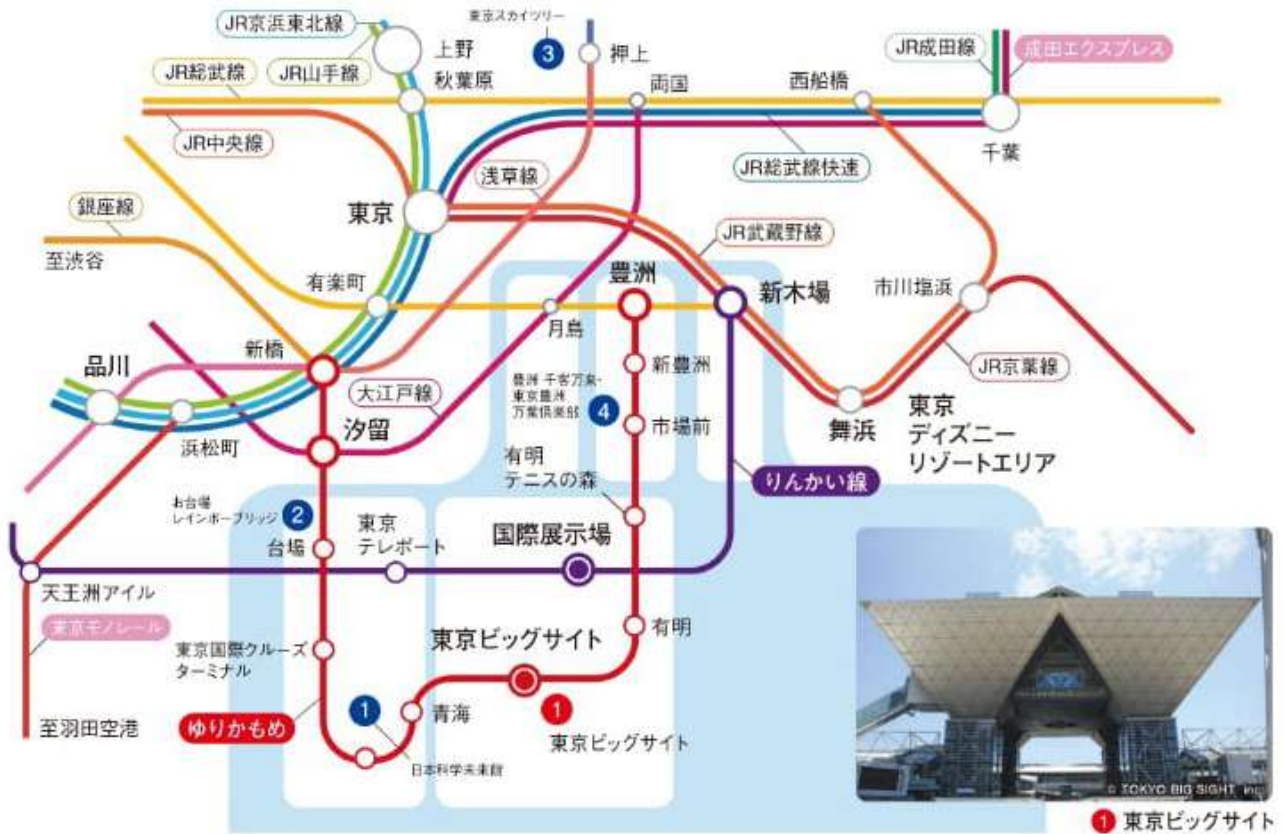 JR京浜東北線
JR山手線
上野
秋葉原
東京スカイツリー
3
押上
両国
西船橋
JR成田線
成田エクスプレス
JR総武線
JR中央線
千葉
JR総武線快速
浅草線
東京
銀座線
至渋谷
有楽町
JR武蔵野線
豊洲
新木場
市川塩浜
月島
新橋
品川
浜松町
大江戸線
汐留
豊洲 千客万来・
東京豊洲
万葉倶楽部
4
新豊洲
市場前
JR京葉線
舞浜
東京
ディズニー
リゾートエリア
有明
テニスの森
りんかい線
お台場
レインボーブリッジ
2
台場
東京
テレポート
国際展示場
天王洲アイル
東京モノレール
至羽田空港
東京国際クルーズ
ターミナル
ゆりかもめ
東京ビッグサイト
有明
1
青海
日本科学未来館
1
東京ビッグサイト
© TOKYO BIG SIGHT Inc.
1 東京ビッグサイト